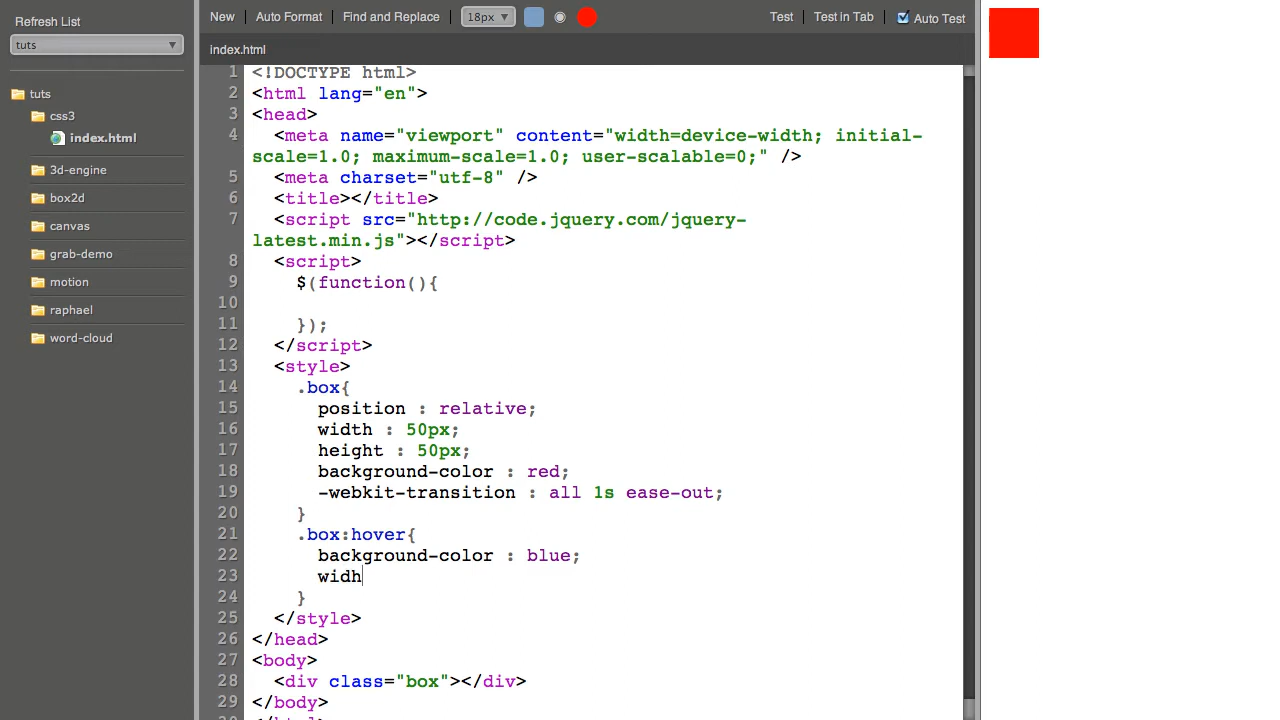 Refresh List
tuts
tuts
css3
index.html
3d-engine
box2d
canvas
grab-demo
motion
raphael
word-cloud
New Auto Format Find and Replace 18px Test Test in Tab Auto Test
index.html
1 <!DOCTYPE html>
2 <html lang="en">
3 <head>
4 <meta name="viewport" content="width=device-width; initial-
scale=1.0; maximum-scale=1.0; user-scalable=0;" />
5 <meta charset="utf-8" />
6 <title></title>
7 <script src="http://code.jquery.com/jquery-
latest.min.js"></script>
8 <script>
9 $(function(){
10
11 });
12 </script>
13 <style>
14 .box{
15 position : relative;
16 width : 50px;
17 height : 50px;
18 background-color : red;
19 -webkit-transition : all 1s ease-out;
20 }
21 .box:hover{
22 background-color : blue;
23 widh
24 }
25 </style>
26 </head>
27 <body>
28 <div class="box"></div>
29 </body>